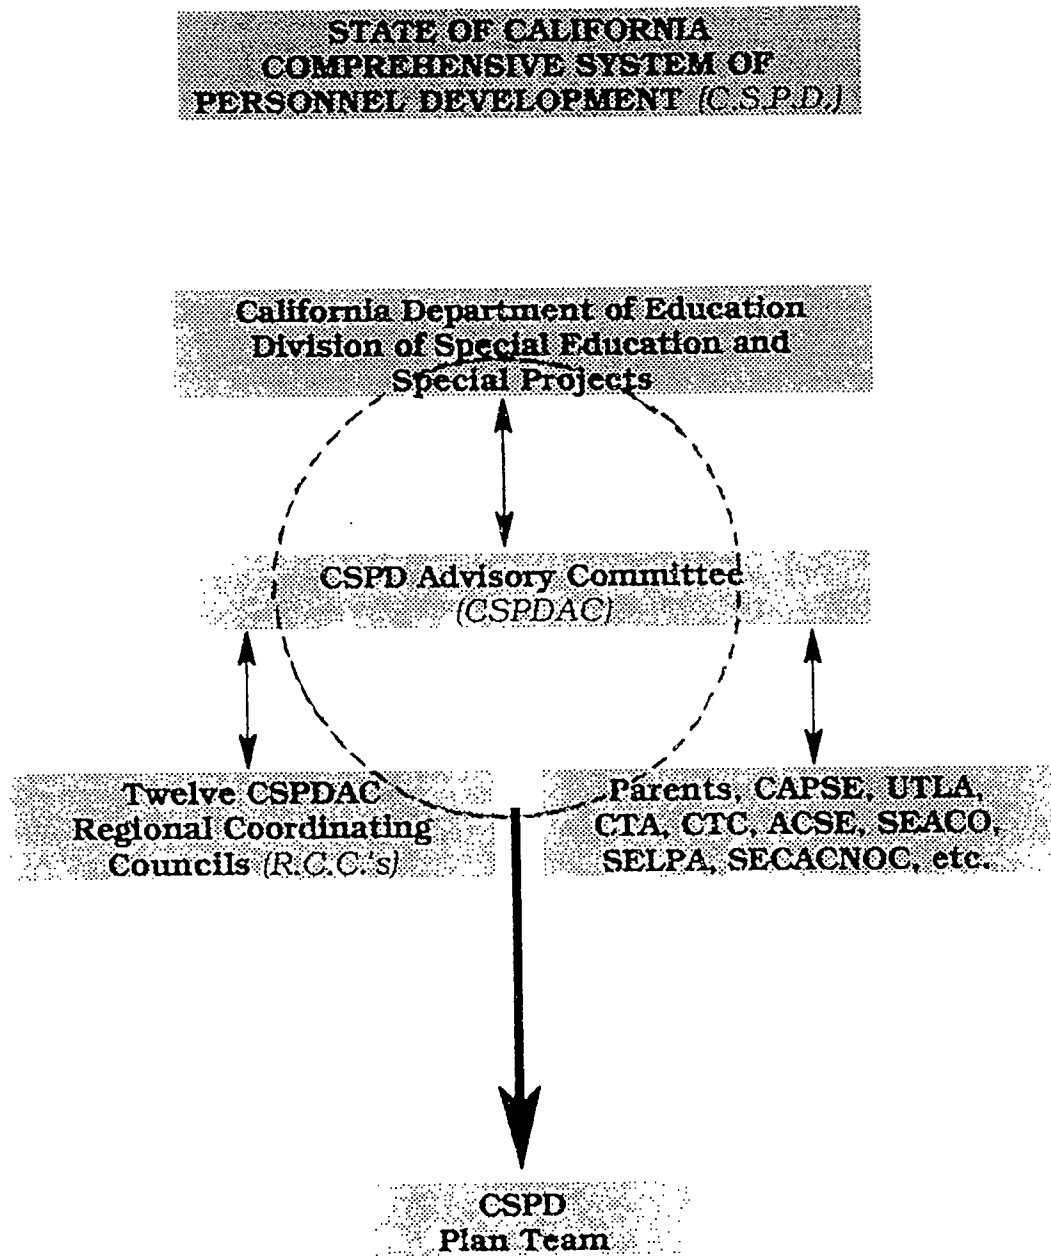 STATE OF CALIFORNIA
COMPREHENSIVE SYSTEM OF
PERSONNEL DEVELOPMENT (C.S.P.D.)
California Department of Education
Division of Special Education and
Special Projects
CSPD Advisory Committee
(CSPDAC)
Twelve CSPDAC
Regional Coordinating
Councils (R.C.C.'s)
Parents, CAPSE, UTLA,
CTA, CTC, ACSE, SEACO,
SELPA, SECACNOC, etc.
CSPD
Plan Team